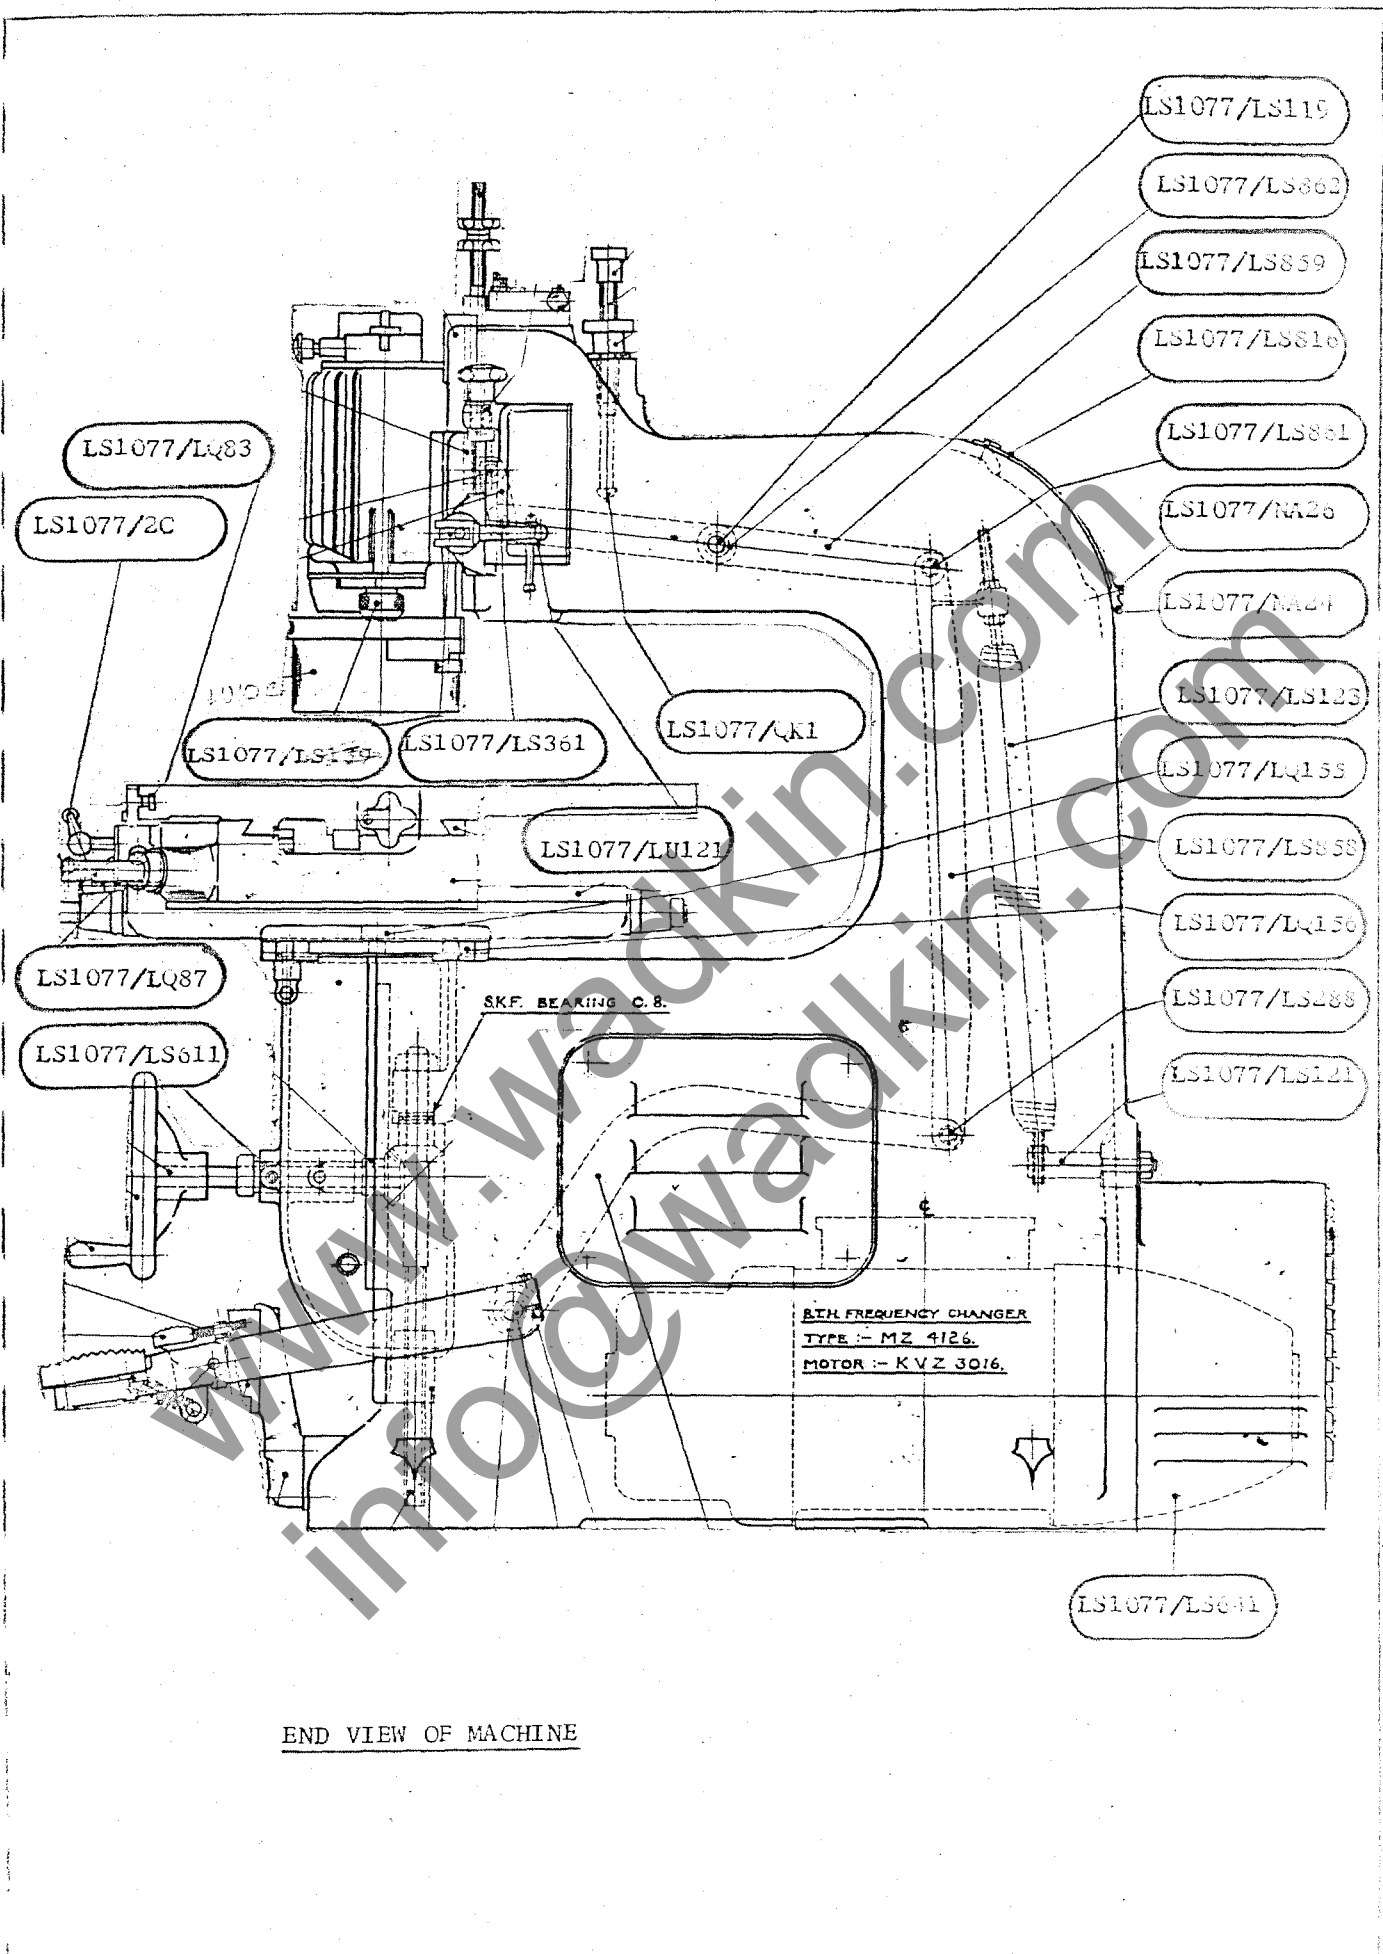 LS1077/LS119
LS1077/LS862
LS1077/LS859
LS1077/LS816
LS1077/LS861
LS1077/NA26
LS1077/NA24
LS1077/LS123
LS1077/LQ155
LS1077/LS858
LS1077/LQ156
LS1077/LS288
LS1077/LS121
LS1077/LQ83
LS1077/2C
LS1077/LS361
LS1077/QK1
LS1077/LU121
LS1077/LQ87
LS1077/LS611
S.K.F. BEARING C.8.
B.T.H. FREQUENCY CHANGER
TYPE :- MZ 4126.
MOTOR :- KVZ 3016.
LS1077/LS641
END VIEW OF MACHINE
www.wadkin.com
info@wadkin.com